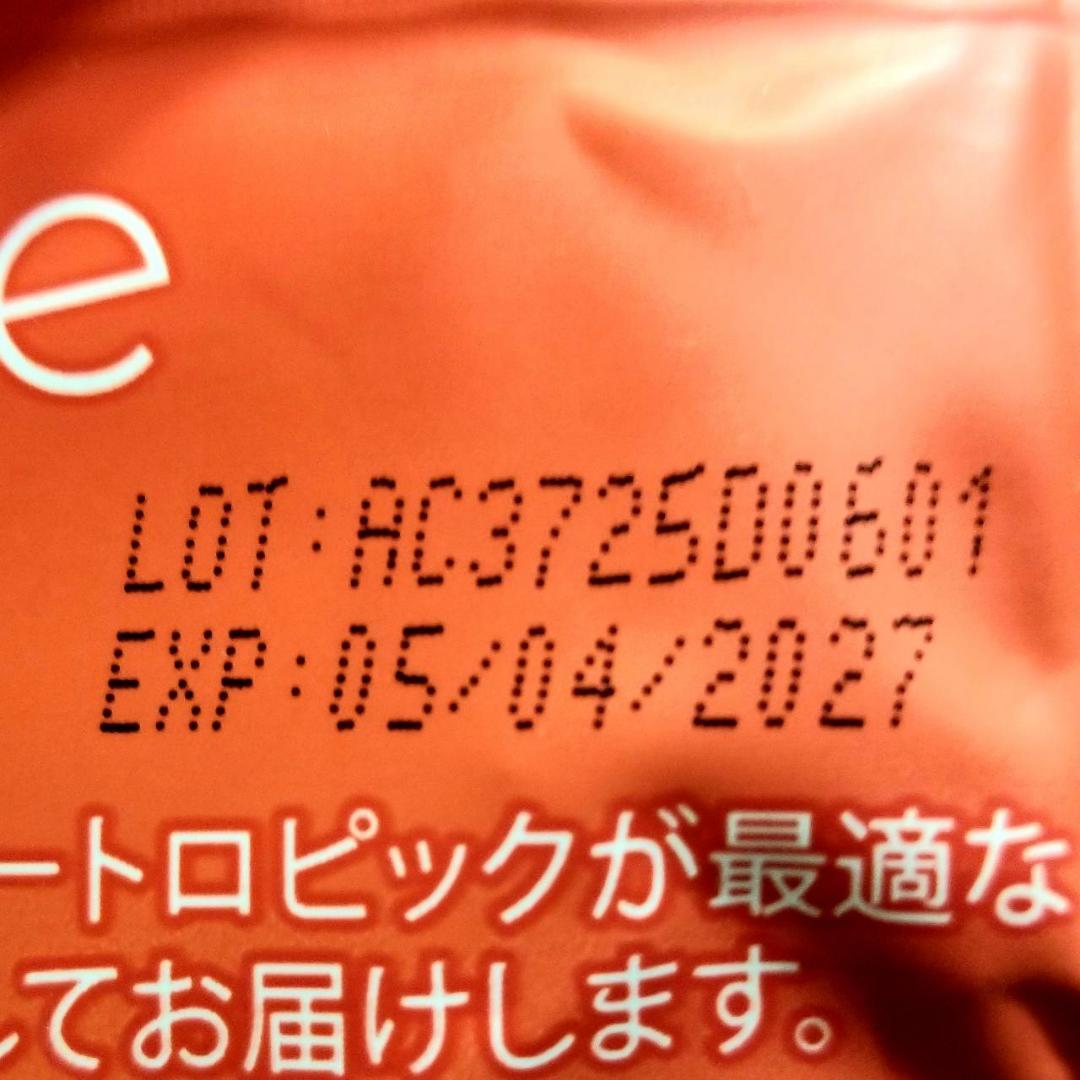 e
LOT:AC3725D0601
EXP:05/04/2027
ートロピックが最適な
してお届けします。